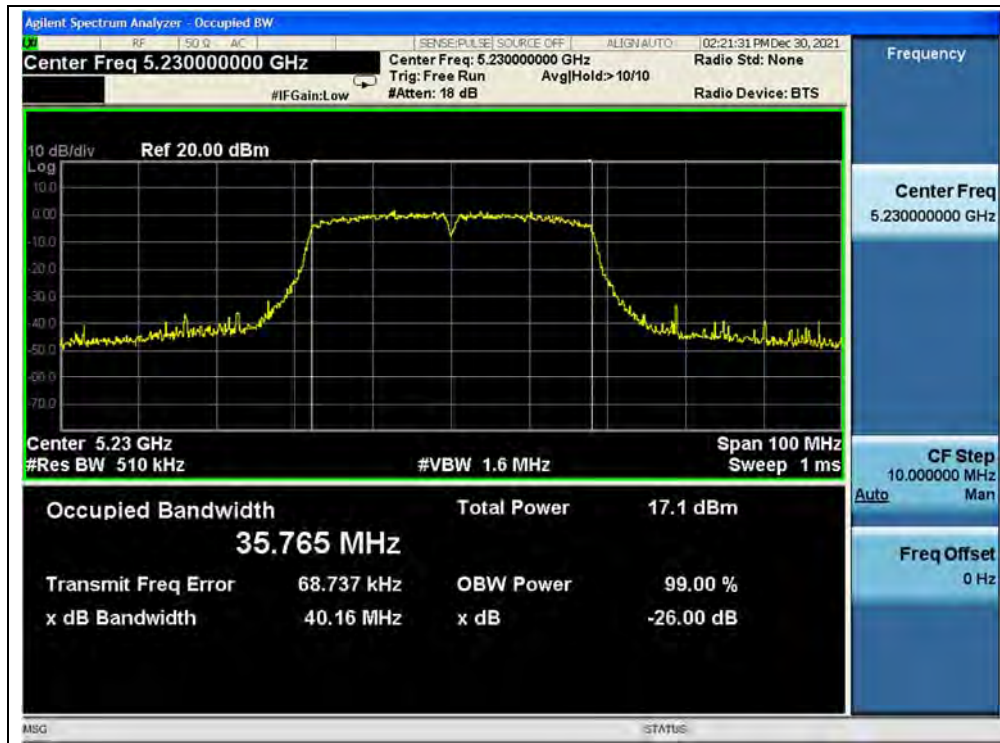 Agilent Spectrum Analyzer - Occupied BW
LXI RF 50 Ω AC SENSE:PULSE SOURCE OFF ALIGN AUTO 02:21:31 PM Dec 30, 2021
Center Freq 5.230000000 GHz
Center Freq: 5.230000000 GHz Radio Std: None
Trig: Free Run Avg|Hold:> 10/10
#IFGain:Low #Atten: 18 dB Radio Device: BTS
10 dB/div Ref 20.00 dBm
Log
10.0
0.00
-10.0
-20.0
-30.0
-40.0
-50.0
-60.0
-70.0
Center 5.23 GHz Span 100 MHz
#Res BW 510 kHz #VBW 1.6 MHz Sweep 1 ms
Occupied Bandwidth Total Power 17.1 dBm
35.765 MHz
Transmit Freq Error 68.737 kHz OBW Power 99.00 %
x dB Bandwidth 40.16 MHz x dB -26.00 dB
MSG STATUS
Frequency
Center Freq
5.230000000 GHz
CF Step
10.000000 MHz
Auto Man
Freq Offset
0 Hz